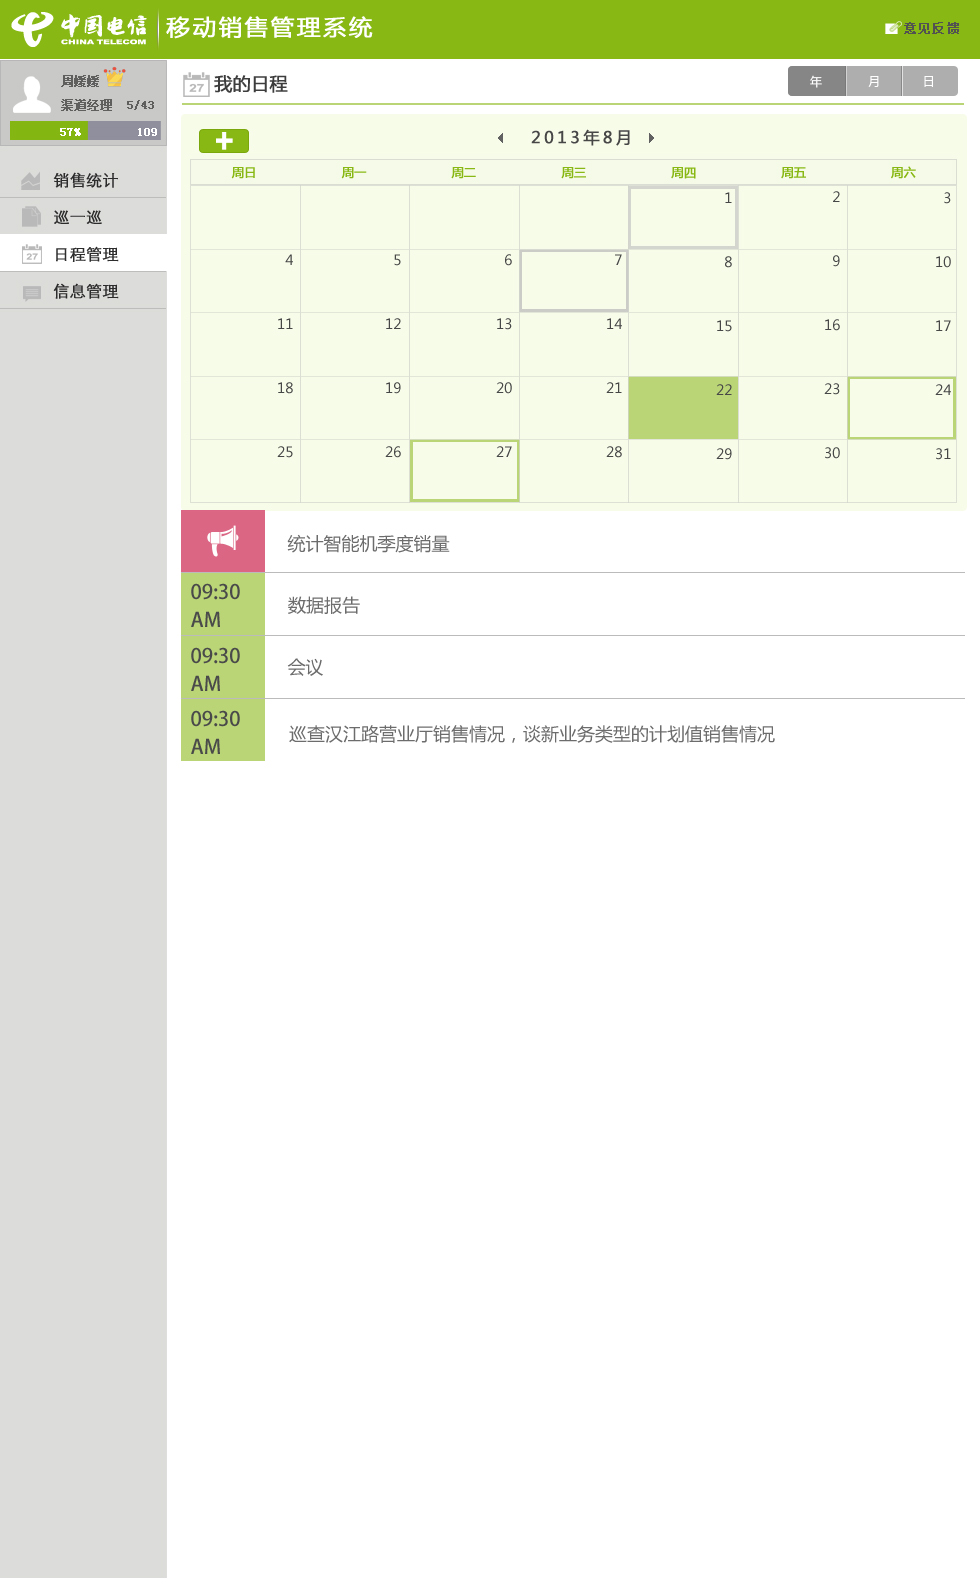 中国电信
CHINA TELECOM
移动销售管理系统
意见反馈
周媛媛
渠道经理 5/43
57% 109
销售统计
巡一巡
27 日程管理
信息管理
27 我的日程
年 月 日
2013年8月
周日 周一 周二 周三 周四 周五 周六
1 2 3
4 5 6 7 8 9 10
11 12 13 14 15 16 17
18 19 20 21 22 23 24
25 26 27 28 29 30 31
统计智能机季度销量
09:30
AM
数据报告
09:30
AM
会议
09:30
AM
巡查汉江路营业厅销售情况，谈新业务类型的计划值销售情况